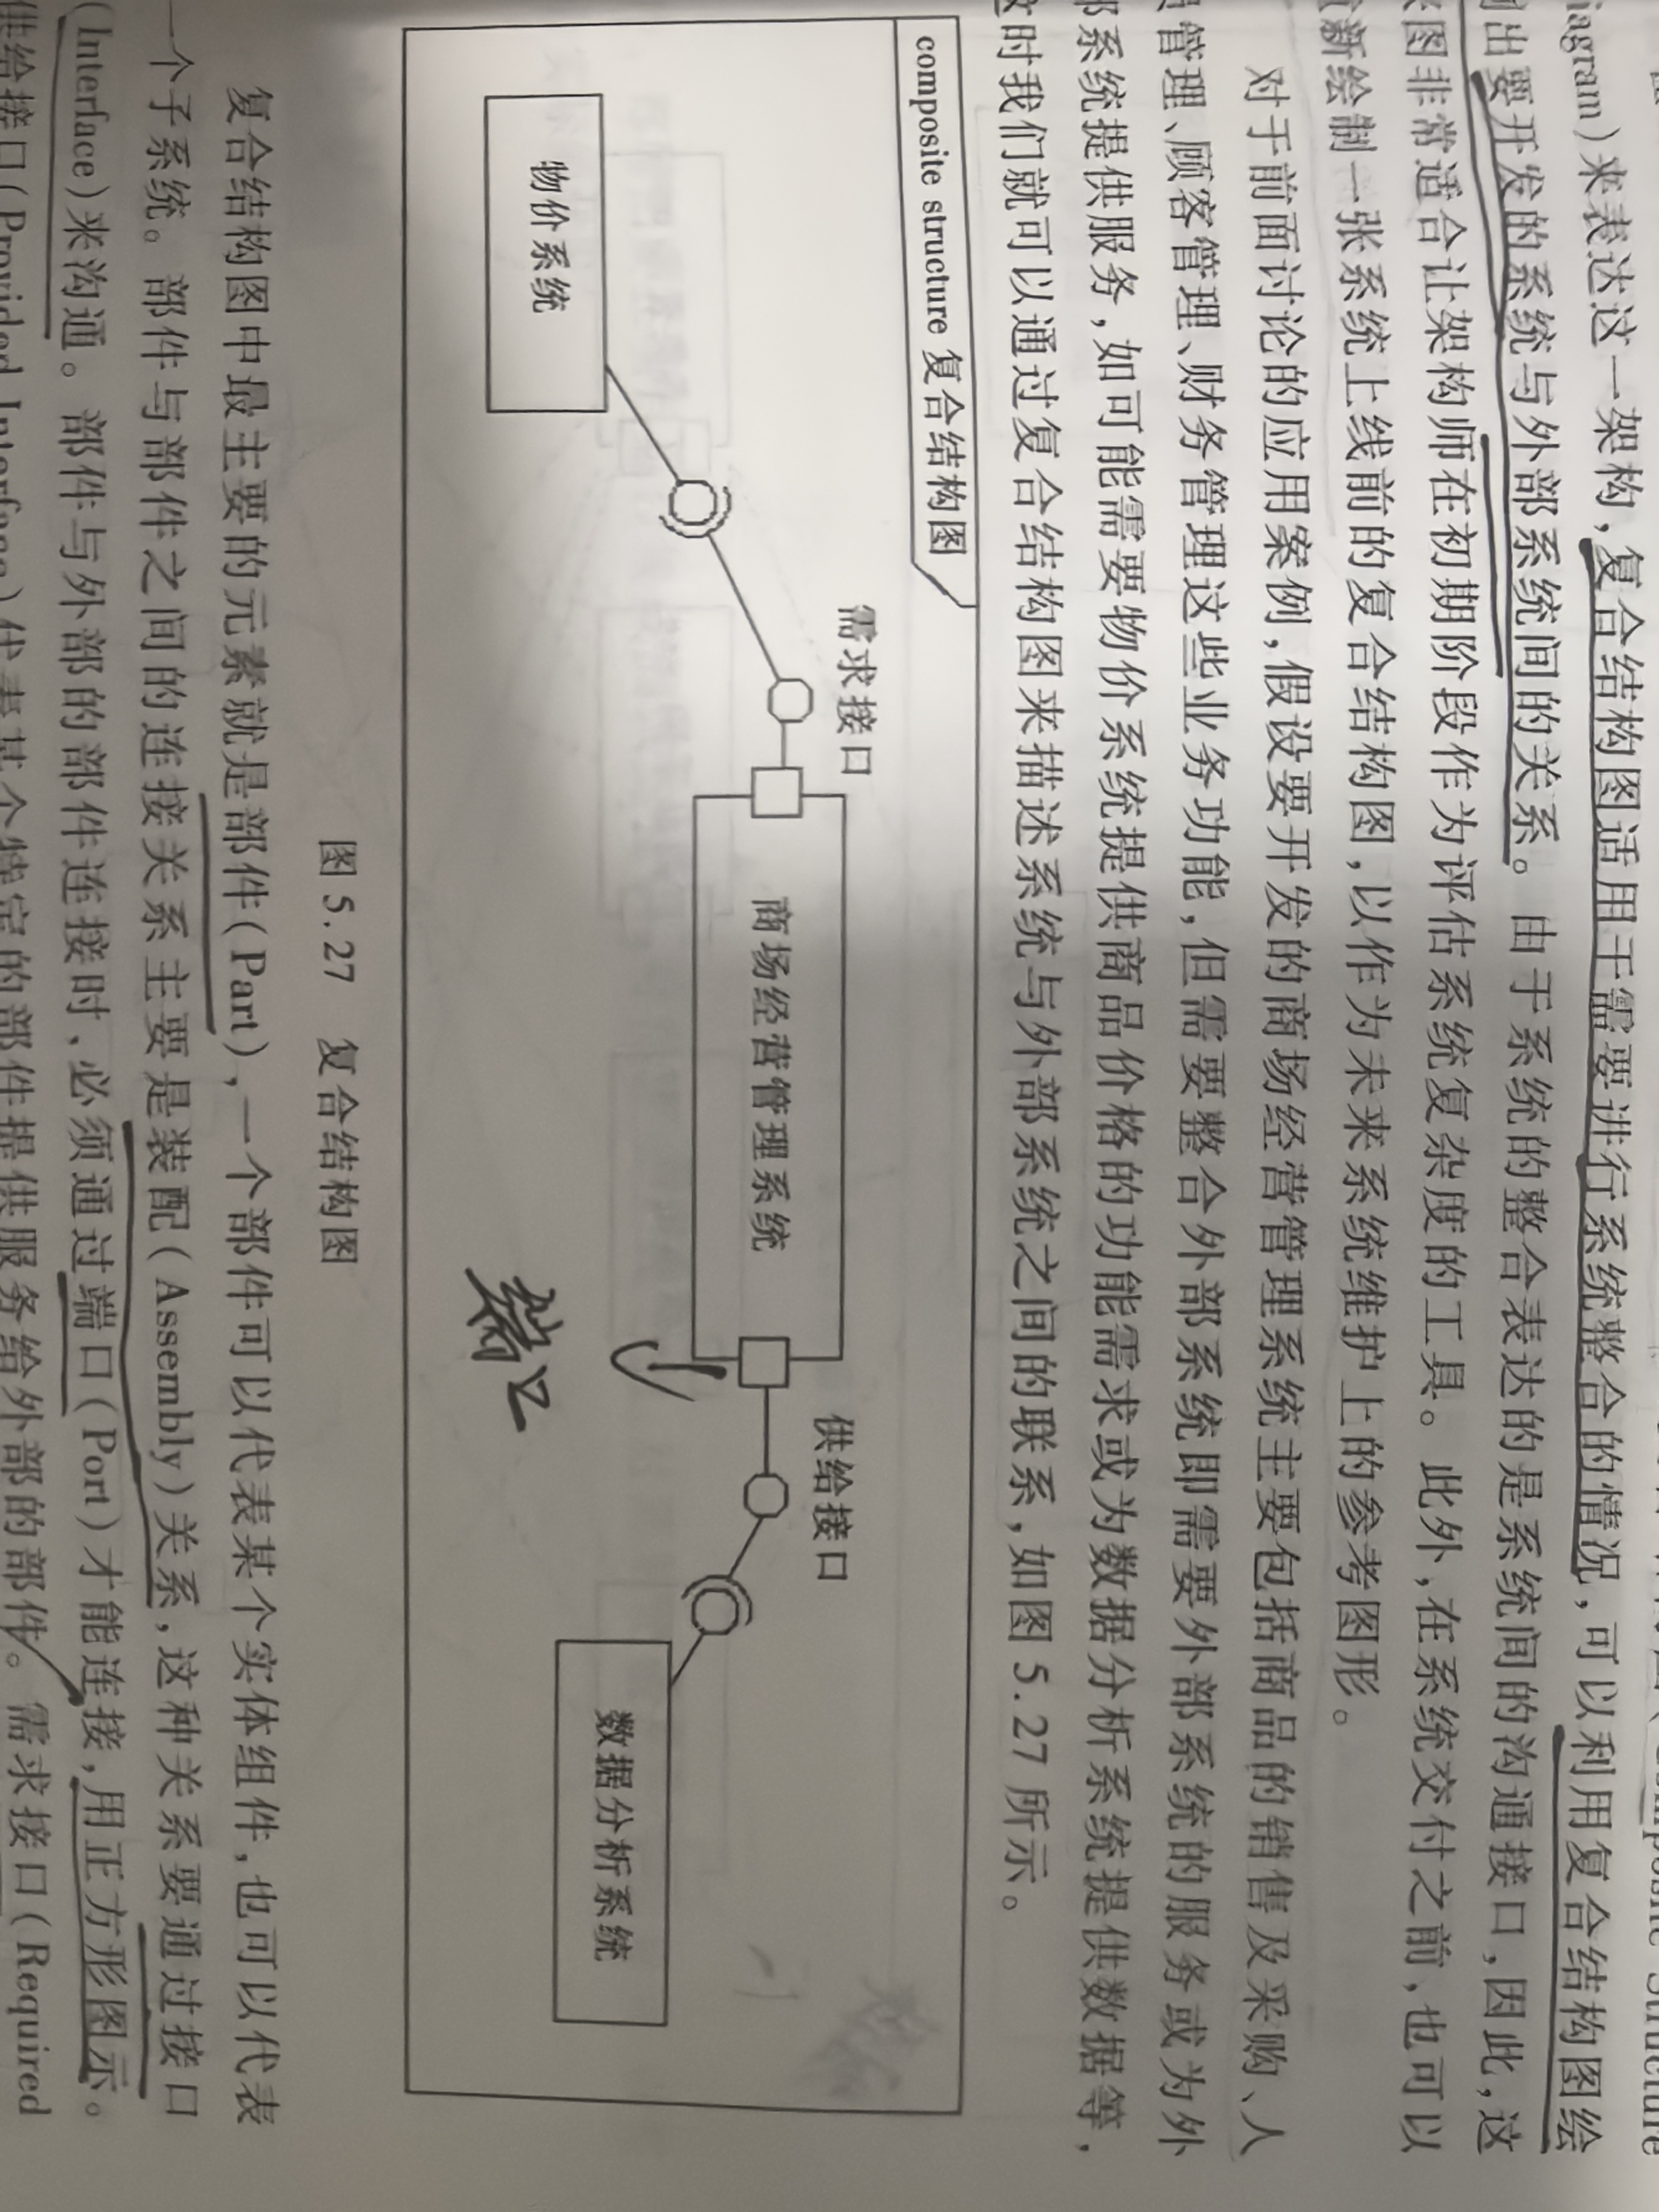 Composite Structure
iagram)来表达这一架构,复合结构图适用于需要进行系统整合的情况,可以利用复合结构图绘
出要开发的系统与外部系统间的关系。由于系统的整合表达的是系统间的沟通接口,因此,这
图非常适合让架构师在初期阶段作为评估系统复杂度的工具。此外,在系统交付之前,也可以
新绘制一张系统上线前的复合结构图,以作为未来系统维护上的参考图形。
对于前面讨论的应用案例,假设要开发的商场经营管理系统主要包括商品的销售及采购、人
管理、顾客管理、财务管理这些业务功能,但需要整合外部系统即需要外部系统的服务或为外
系统提供服务,如可能需要物价系统提供商品价格的功能需求或为数据分析系统提供数据等,
这时我们就可以通过复合结构图来描述系统与外部系统之间的联系,如图5.27所示。
composite structure 复合结构图
需求接口
供给接口
商场经营管理系统
数据分析系统
物价系统
端口
图5.27 复合结构图
复合结构图中最主要的元素就是部件(Part),一个部件可以代表某个实体组件,也可以代表
一个子系统。部件与部件之间的连接关系主要是装配(Assembly)关系,这种关系要通过接口
(Interface)来沟通。部件与外部的部件连接时,必须通过端口(Port)才能连接,用正方形图示。
供给接口(Provided Interface)代表某个特定的部件提供服务给外部的部件。需求接口(Required